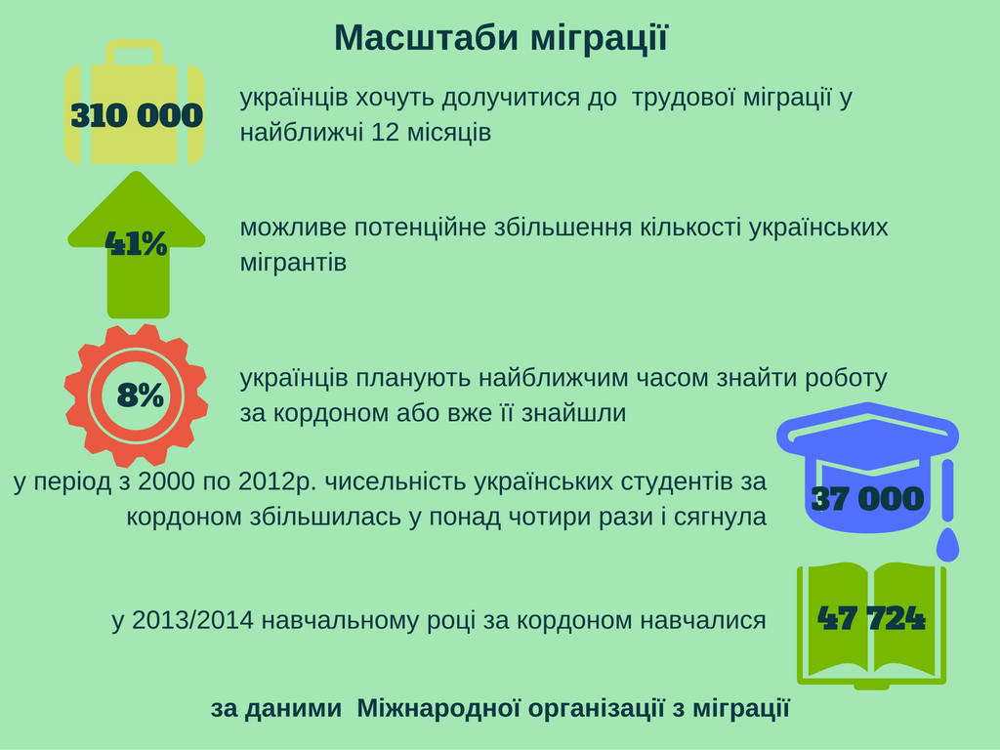 Масштаби міграції
310 000
українців хочуть долучитися до  трудової міграції у
найближчі 12 місяців
41%
можливе потенційне збільшення кількості українських
мігрантів
8%
українців планують найближчим часом знайти роботу
за кордоном або вже її знайшли
у період з 2000 по 2012р. чисельність українських студентів за
кордоном збільшилась у понад чотири рази і сягнула
37 000
у 2013/2014 навчальному році за кордоном навчалися
47 724
за даними  Міжнародної організації з міграції